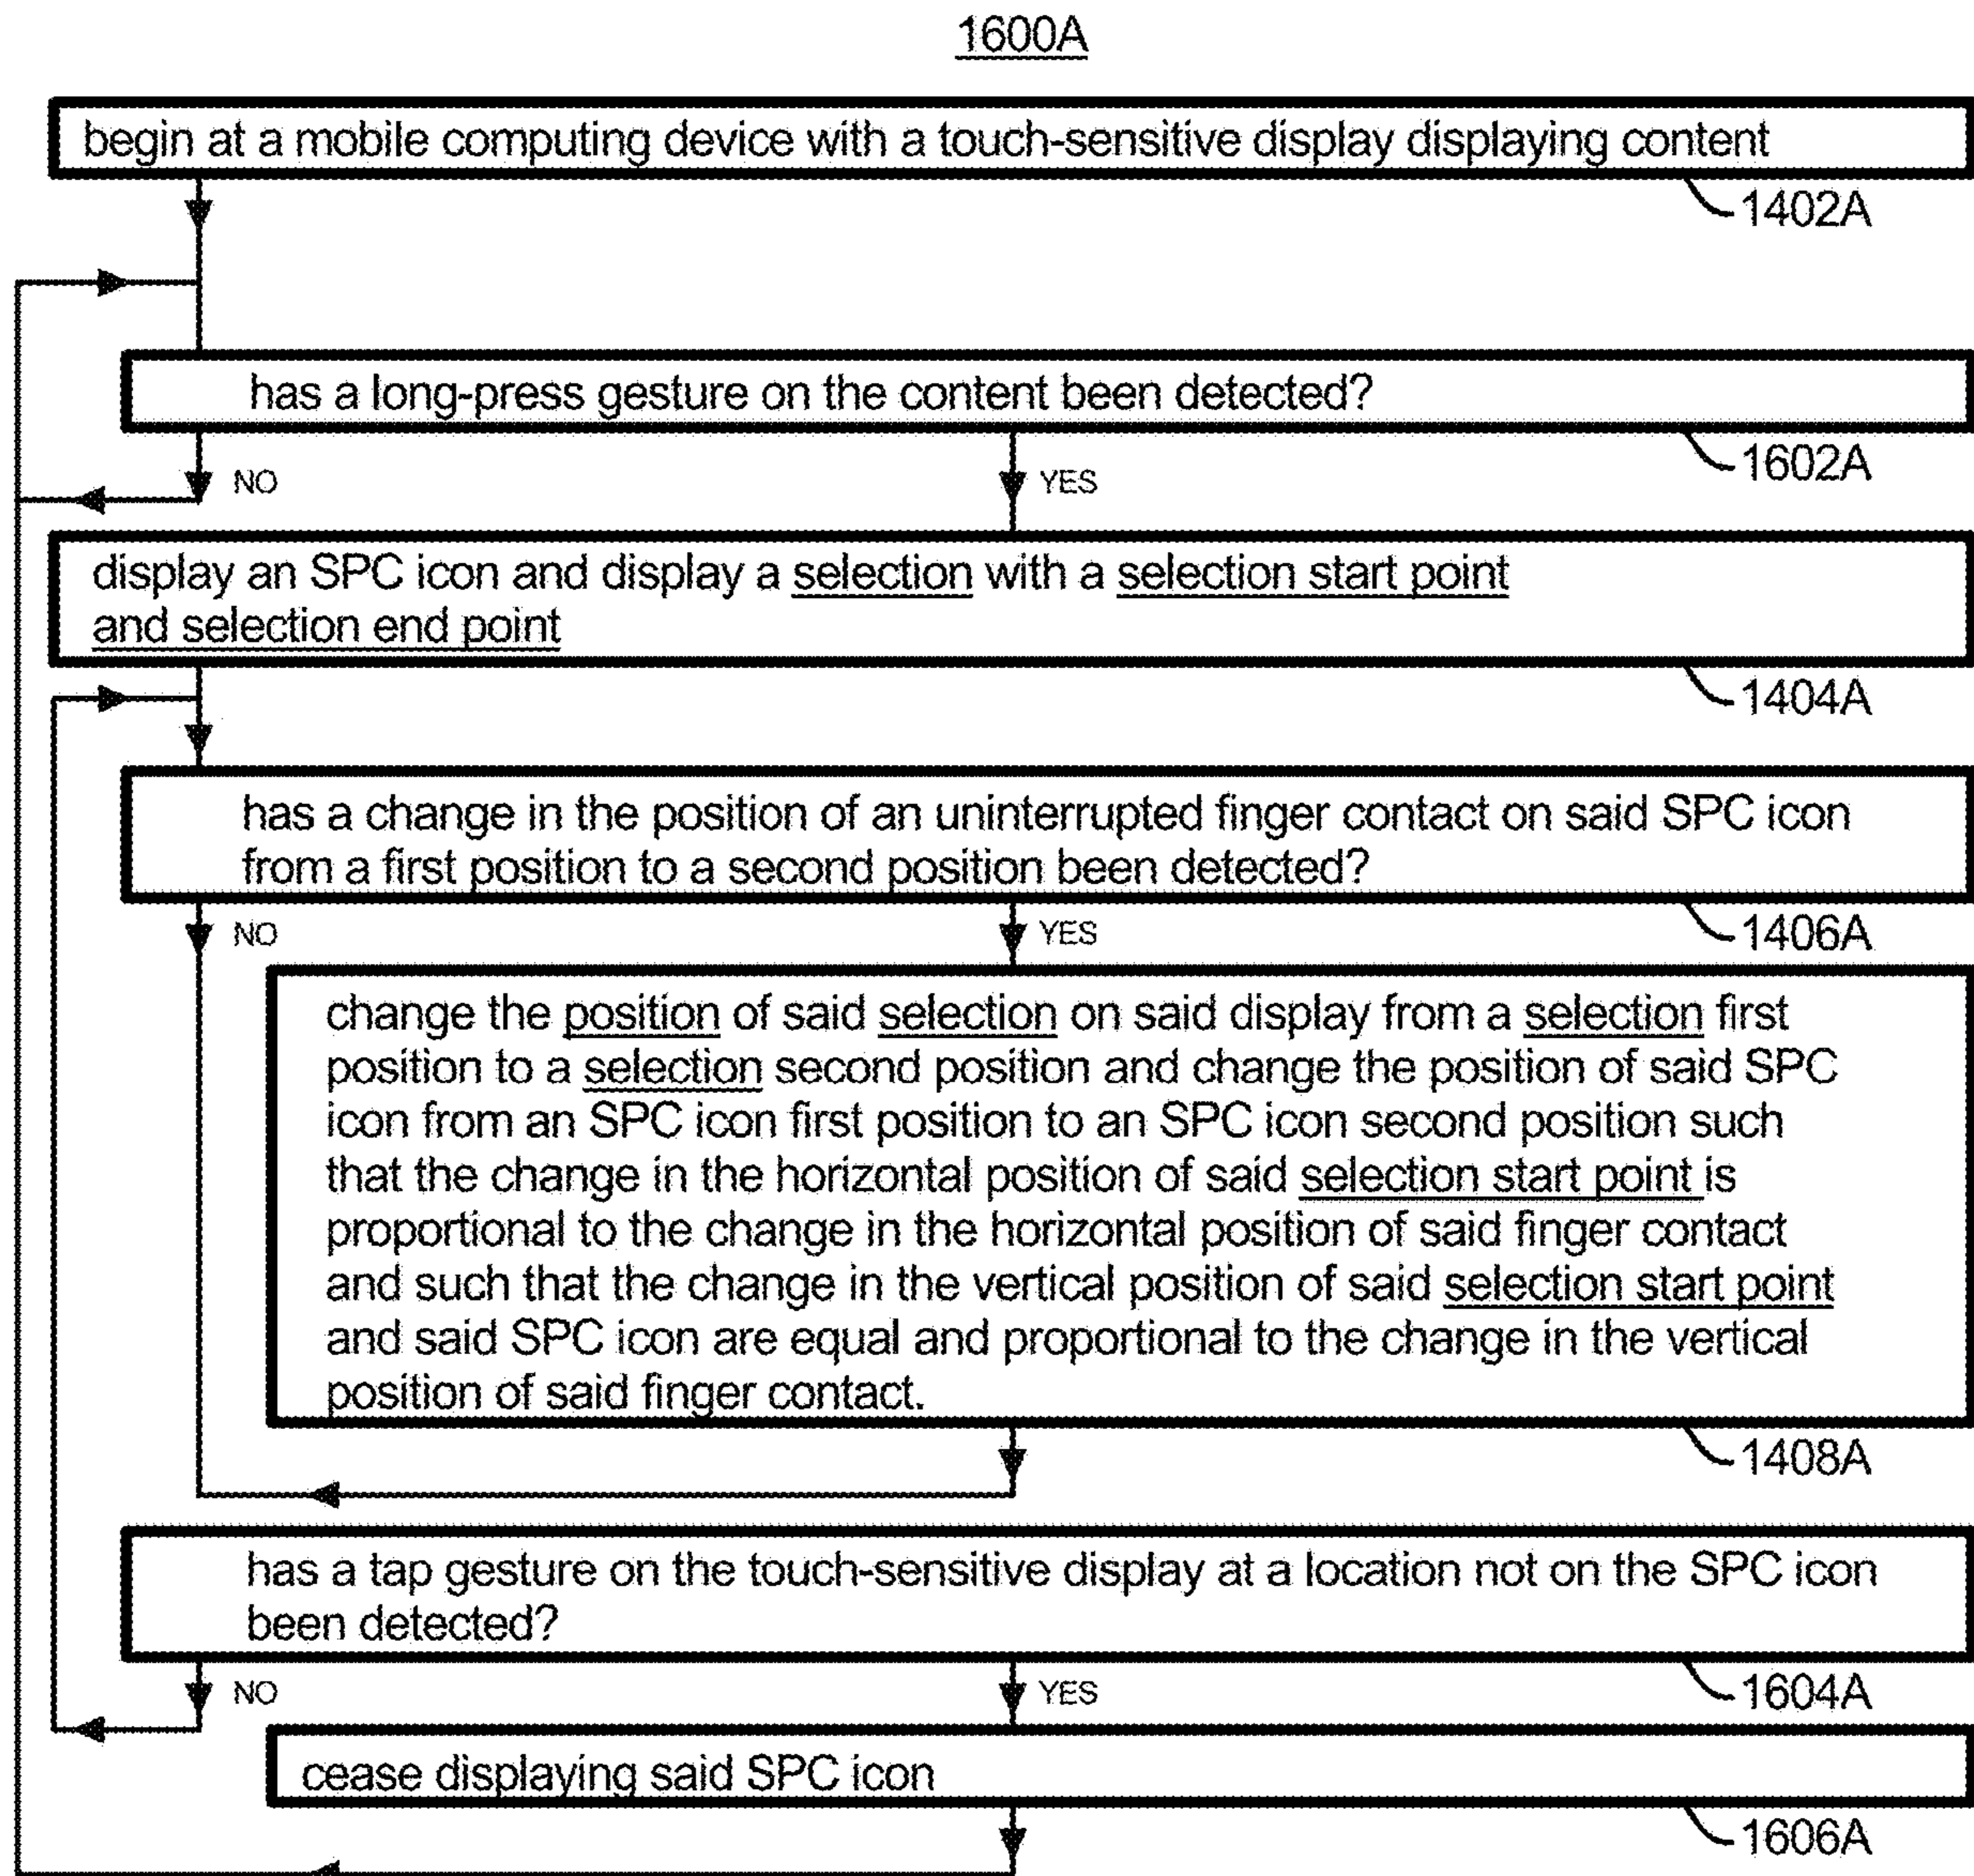 1600A
begin at a mobile computing device with a touch-sensitive display displaying content
1402A
has a long-press gesture on the content been detected?
1602A
NO
YES
display an SPC icon and display a selection with a selection start point
and selection end point
1404A
has a change in the position of an uninterrupted finger contact on said SPC icon
from a first position to a second position been detected?
1406A
NO
YES
change the position of said selection on said display from a selection first
position to a selection second position and change the position of said SPC
icon from an SPC icon first position to an SPC icon second position such
that the change in the horizontal position of said selection start point is
proportional to the change in the horizontal position of said finger contact
and such that the change in the vertical position of said selection start point
and said SPC icon are equal and proportional to the change in the vertical
position of said finger contact.
1408A
has a tap gesture on the touch-sensitive display at a location not on the SPC icon
been detected?
1604A
NO
YES
cease displaying said SPC icon
1606A